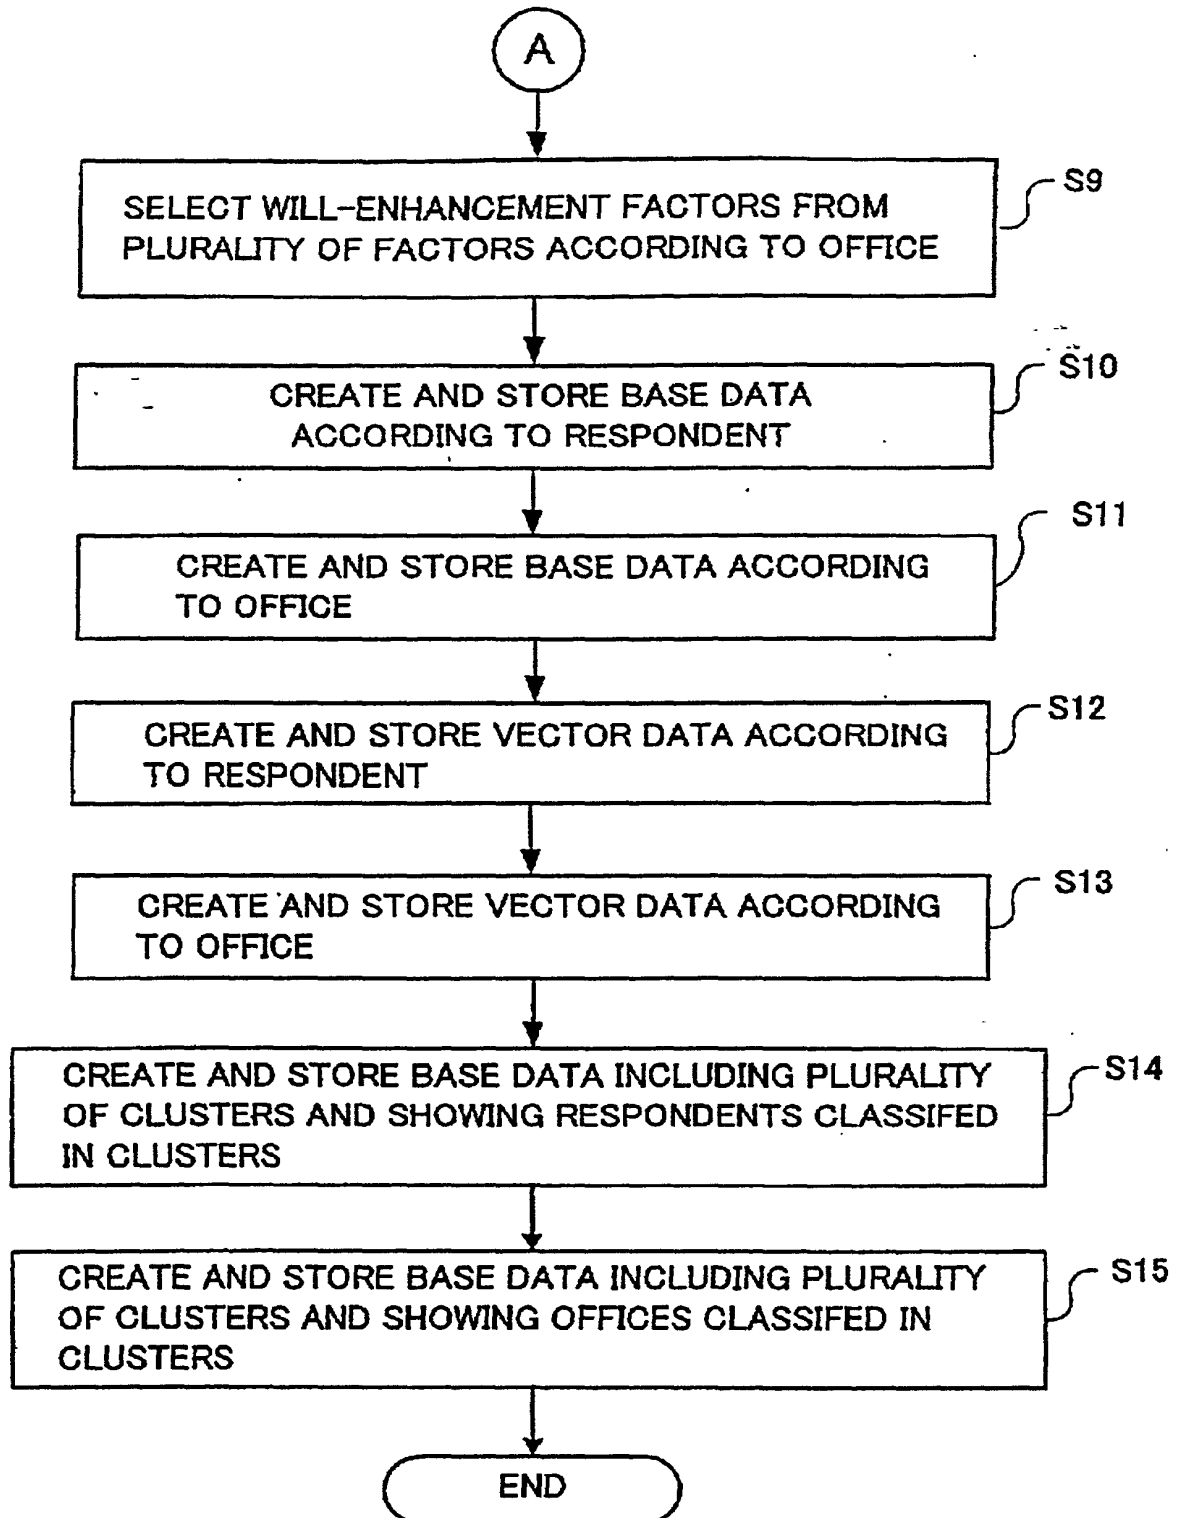 A
SELECT WILL-ENHANCEMENT FACTORS FROM
PLURALITY OF FACTORS ACCORDING TO OFFICE
S9
CREATE AND STORE BASE DATA
ACCORDING TO RESPONDENT
S10
CREATE AND STORE BASE DATA ACCORDING
TO OFFICE
S11
CREATE AND STORE VECTOR DATA ACCORDING
TO RESPONDENT
S12
CREATE AND STORE VECTOR DATA ACCORDING
TO OFFICE
S13
CREATE AND STORE BASE DATA INCLUDING PLURALITY
OF CLUSTERS AND SHOWING RESPONDENTS CLASSIFED
IN CLUSTERS
S14
CREATE AND STORE BASE DATA INCLUDING PLURALITY
OF CLUSTERS AND SHOWING OFFICES CLASSIFED IN
CLUSTERS
S15
END